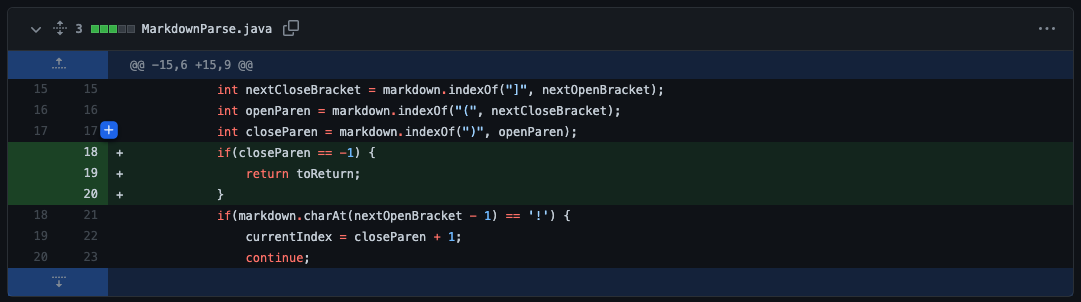 3 MarkdownParse.java ...
@@ -15,6 +15,9 @@
15 15 int nextCloseBracket = markdown.indexOf("]", nextOpenBracket);
16 16 int openParen = markdown.indexOf("(", nextCloseBracket);
17 17 + int closeParen = markdown.indexOf(")", openParen);
18 + if(closeParen == -1) {
19 + return toReturn;
20 + }
18 21 if(markdown.charAt(nextOpenBracket - 1) == '!') {
19 22 currentIndex = closeParen + 1;
20 23 continue;